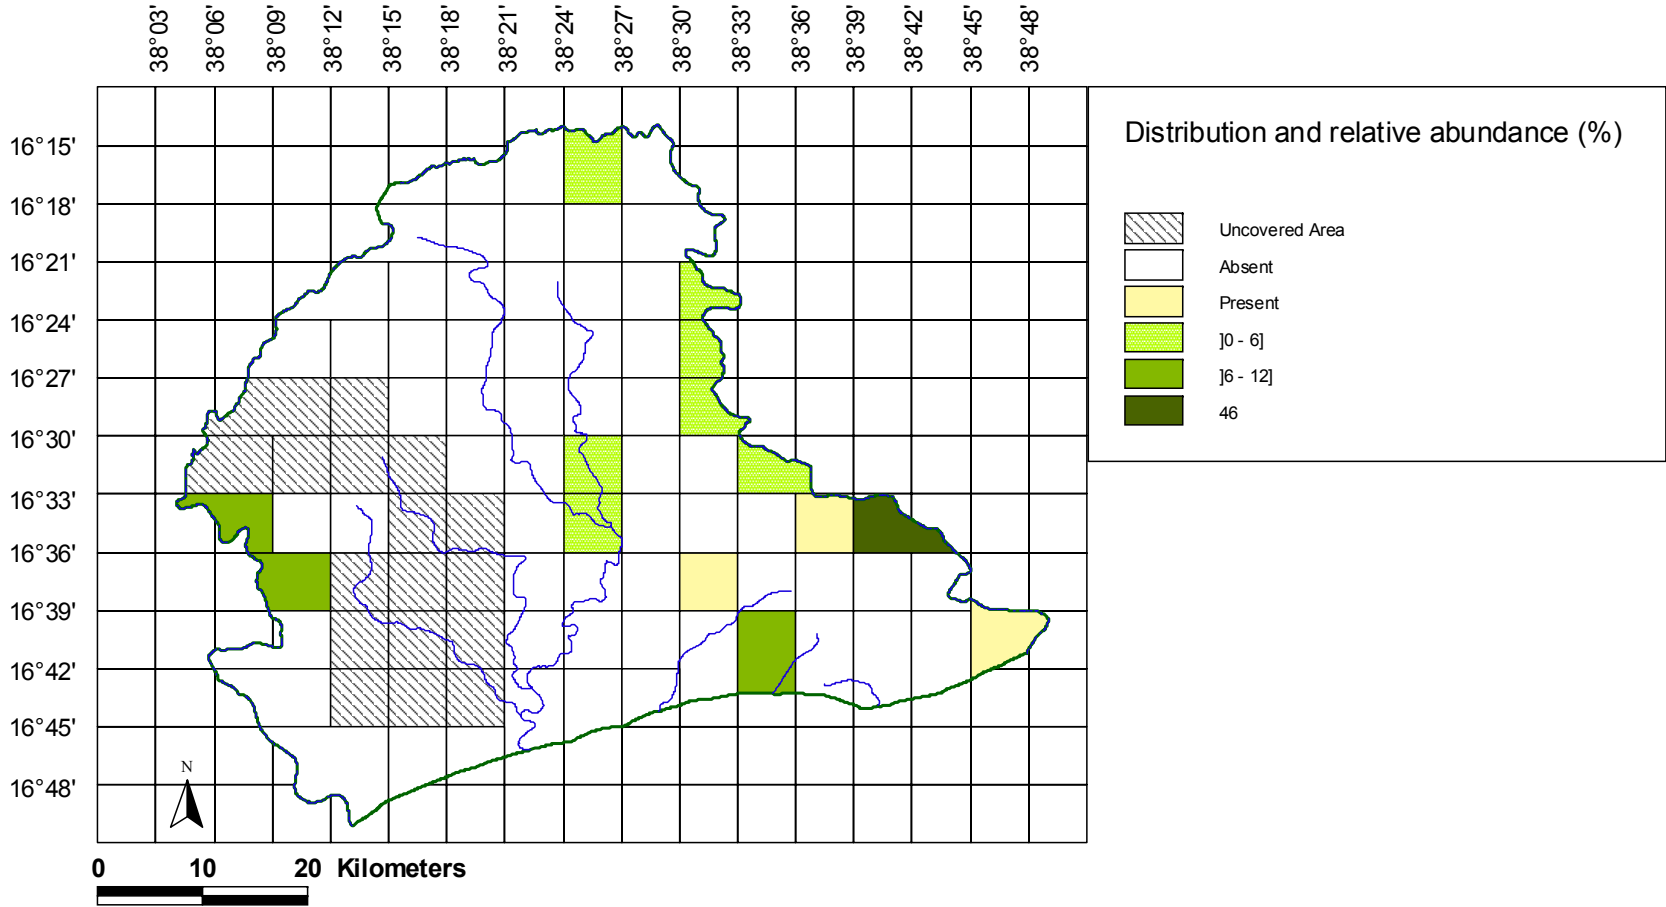 38°03' 38°06' 38°09' 38°12' 38°15' 38°18' 38°21' 38°24' 38°27' 38°30' 38°33' 38°36' 38°39' 38°42' 38°45' 38°48'
16°15'
16°18'
16°21'
16°24'
16°27'
16°30'
16°33'
16°36'
16°39'
16°42'
16°45'
16°48'
N
0 10 20 Kilometers
Distribution and relative abundance (%)
Uncovered Area
Absent
Present
]0 - 6]
]6 - 12]
46